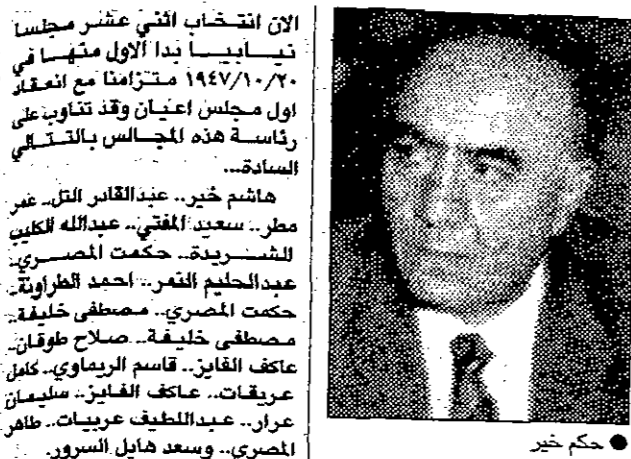 الان انتخاب اثني عشر مجلسا
نيابيا بدا الاول منها في
١٩٤٧/١٠/٢٠ متزامنا مع انعقاد
اول مجلس اعيان وقد تناوب على
رئاسة هذه المجالس بالتتالي
السادة...
هاشم خير.. عبدالقادر التل.. عمر
مطر.. سعيد المفتي.. عبدالله الكليب
الشريدة.. حكمت المصري..
عبدالحليم النمر.. احمد الطراونة..
حكمت المصري.. مصطفى خليفة..
مصطفى خليفة.. صلاح طوقان..
عاكف الفايز.. قاسم الريماوي.. كامل
عريقات.. عاكف الفايز.. سليمان
عرار.. عبداللطيف عربيات.. طاهر
المصري.. وسعد هايل السرور.
● حكم خير